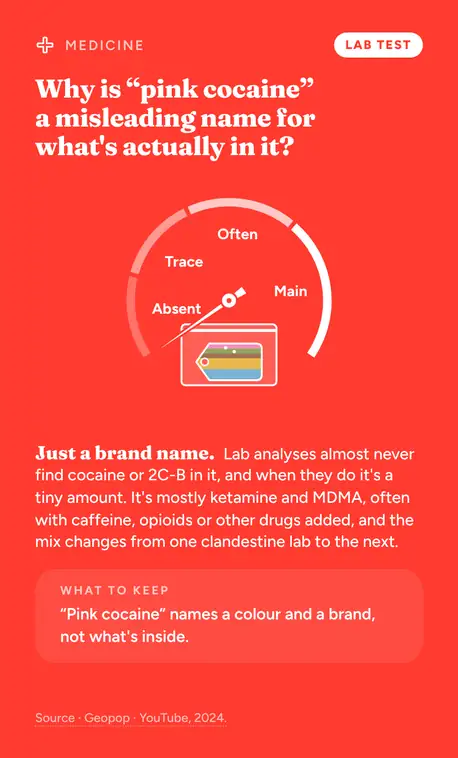 MEDICINE
LAB TEST
Why is “pink cocaine”
a misleading name for
what's actually in it?
Often
Trace
Main
Absent
Just a brand name. Lab analyses almost never
find cocaine or 2C-B in it, and when they do it's a
tiny amount. It's mostly ketamine and MDMA, often
with caffeine, opioids or other drugs added, and the
mix changes from one clandestine lab to the next.
WHAT TO KEEP
“Pink cocaine” names a colour and a brand,
not what's inside.
Source · Geopop · YouTube, 2024.